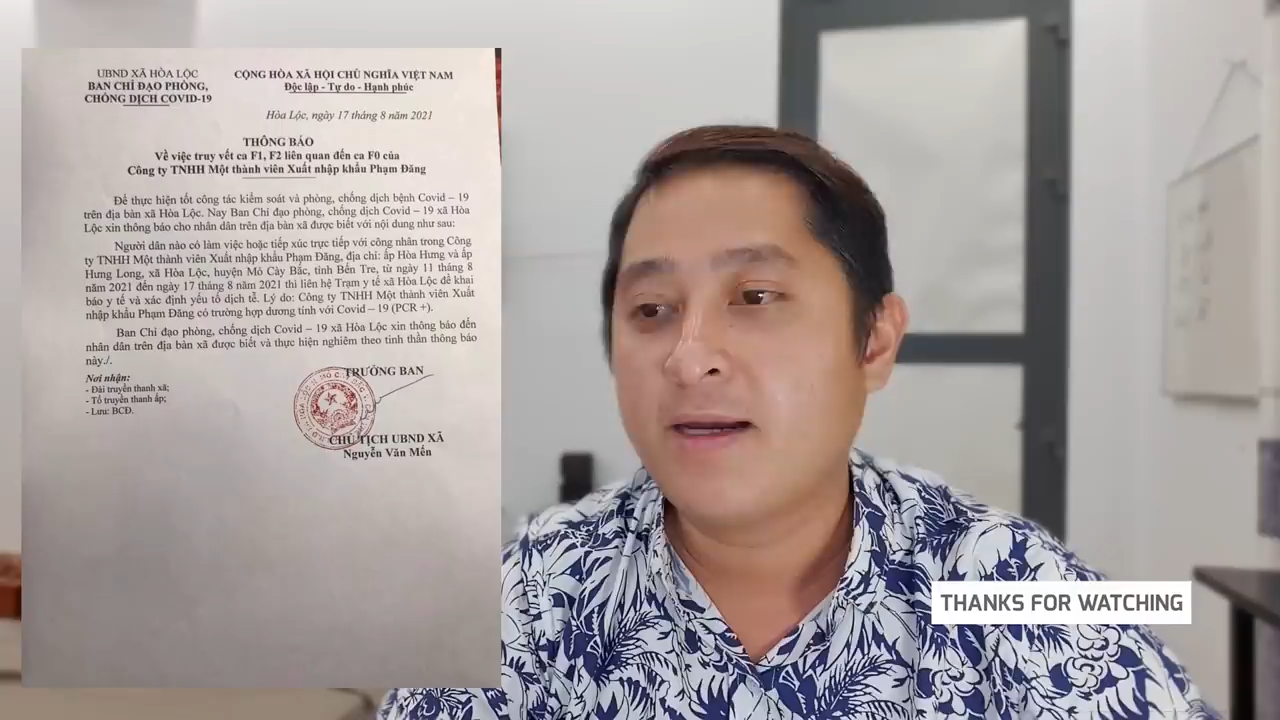 UBND XÃ HÒA LỘC
BAN CHỈ ĐẠO PHÒNG,
CHỐNG DỊCH COVID-19
CỘNG HÒA XÃ HỘI CHỦ NGHĨA VIỆT NAM
Độc lập - Tự do - Hạnh phúc
Hòa Lộc, ngày 17 tháng 8 năm 2021
THÔNG BÁO
Về việc truy vết ca F1, F2 liên quan đến ca F0 của
Công ty TNHH Một thành viên Xuất nhập khẩu Phạm Đăng
Để thực hiện tốt công tác kiểm soát và phòng, chống dịch bệnh Covid – 19
trên địa bàn xã Hòa Lộc. Nay Ban Chỉ đạo phòng, chống dịch Covid – 19 xã Hòa
Lộc xin thông báo cho nhân dân trên địa bàn xã được biết với nội dung như sau:
Người dân nào có làm việc hoặc tiếp xúc trực tiếp với công nhân trong Công
ty TNHH Một thành viên Xuất nhập khẩu Phạm Đăng, địa chỉ: ấp Hòa Hưng và ấp
Hưng Long, xã Hòa Lộc, huyện Mỏ Cày Bắc, tỉnh Bến Tre, từ ngày 11 tháng 8
năm 2021 đến ngày 17 tháng 8 năm 2021 thì liên hệ Trạm y tế xã Hòa Lộc để khai
báo y tế và xác định yếu tố dịch tễ. Lý do: Công ty TNHH Một thành viên Xuất
nhập khẩu Phạm Đăng có trường hợp dương tính với Covid – 19 (PCR +).
Ban Chỉ đạo phòng, chống dịch Covid – 19 xã Hòa Lộc xin thông báo đến
nhân dân trên địa bàn xã được biết và thực hiện nghiêm theo tinh thần thông báo
này./.
Nơi nhận:
- Đài truyền thanh xã;
- Tổ truyền thanh ấp;
- Lưu: BCĐ.
TRƯỞNG BAN
CHỦ TỊCH UBND XÃ
Nguyễn Văn Mến
THANKS FOR WATCHING